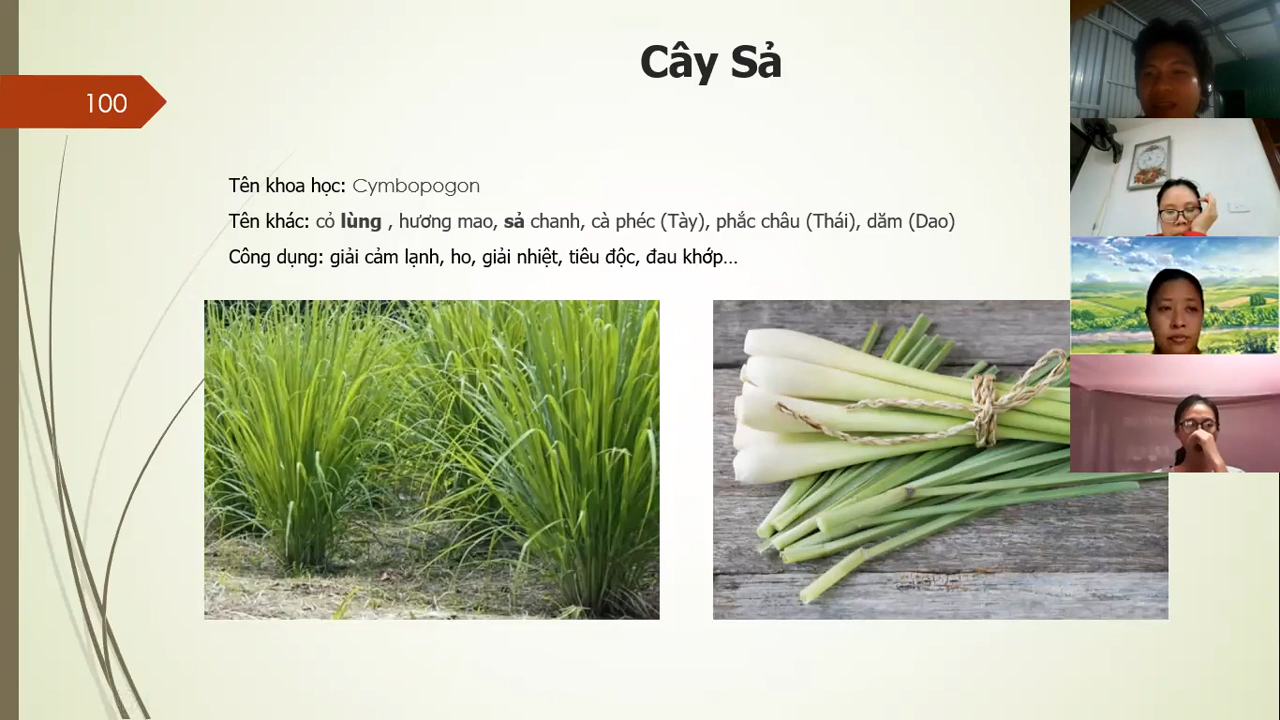 Cây Sả
100
Tên khoa học: Cymbopogon
Tên khác: cỏ lùng , hương mao, sả chanh, cà phéc (Tày), phắc châu (Thái), dăm (Dao)
Công dụng: giải cảm lạnh, ho, giải nhiệt, tiêu độc, đau khớp...